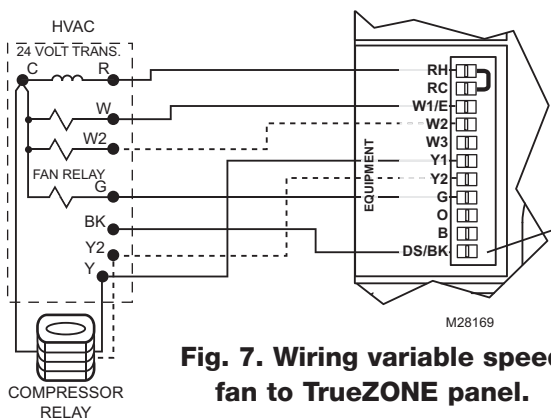 HVAC
24 VOLT TRANS.
C
R
W
W2
FAN RELAY
G
BK
Y2
Y
COMPRESSOR
RELAY
EQUIPMENT
RH
RC
W1/E
W2
W3
Y1
Y2
G
O
B
DS/BK
M28169
Fig. 7. Wiring variable speed
fan to TrueZONE panel.